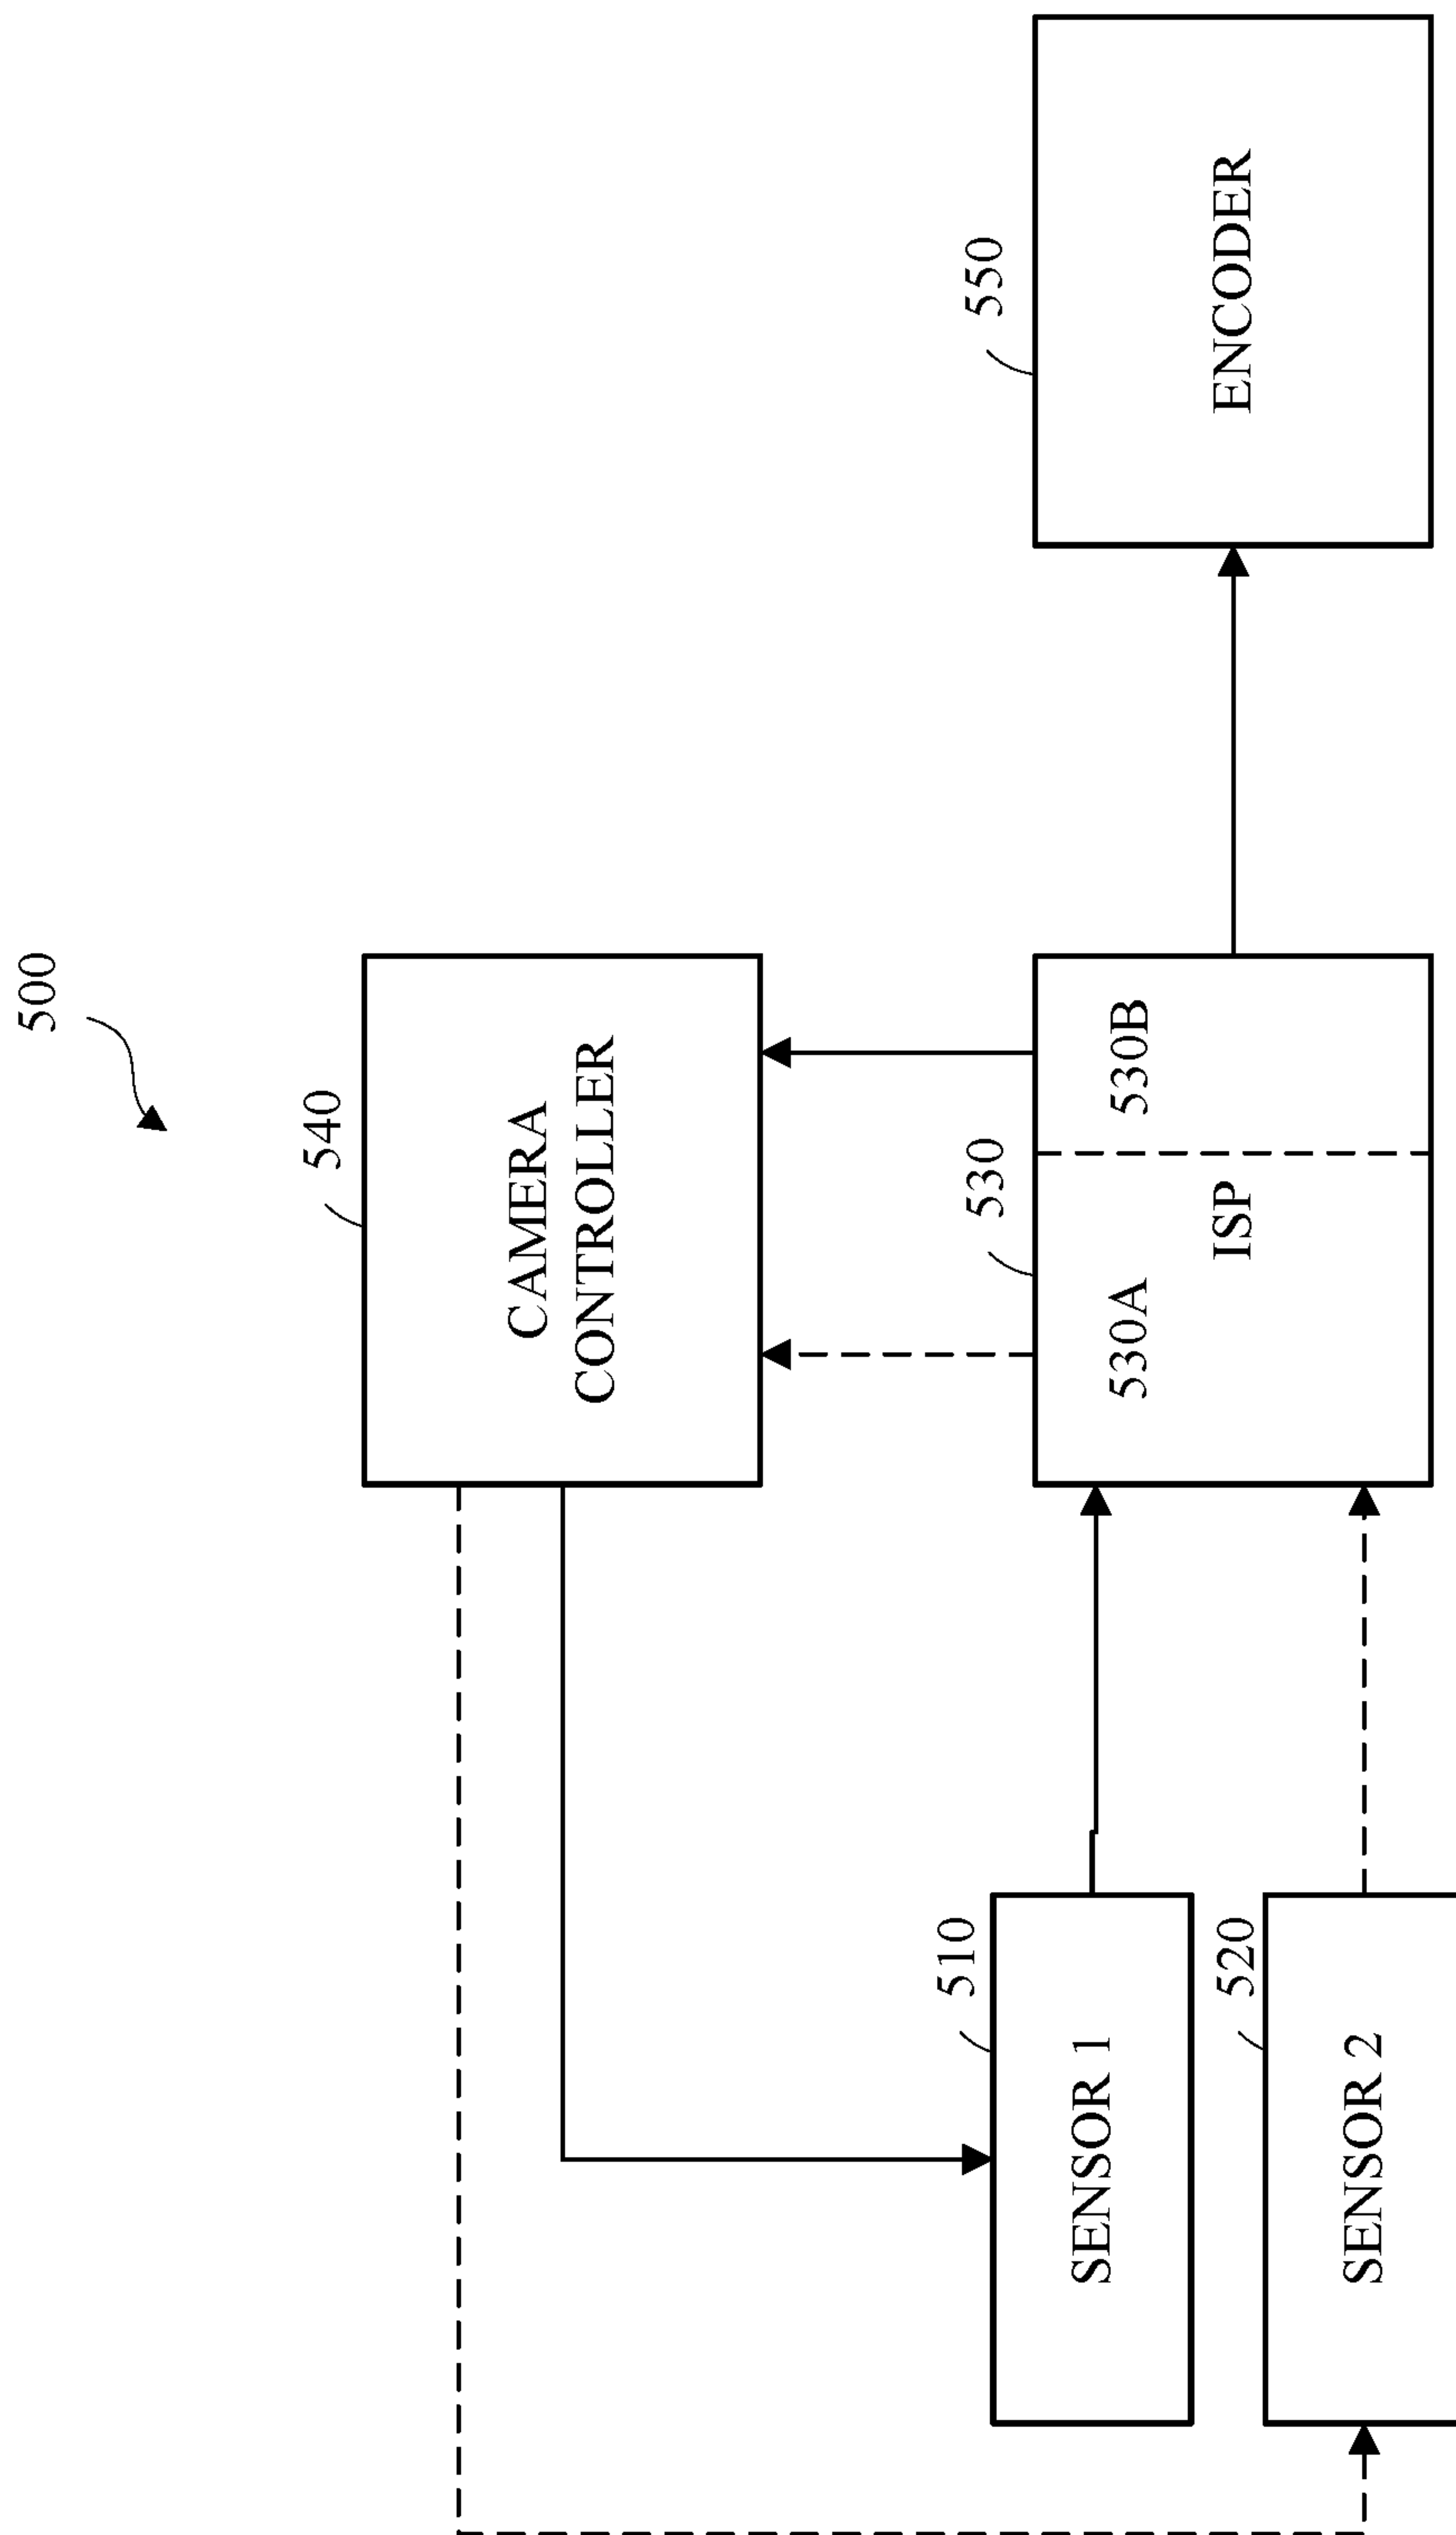 500
540
CAMERA
CONTROLLER
510
SENSOR 1
520
SENSOR 2
530
530A
530B
ISP
550
ENCODER